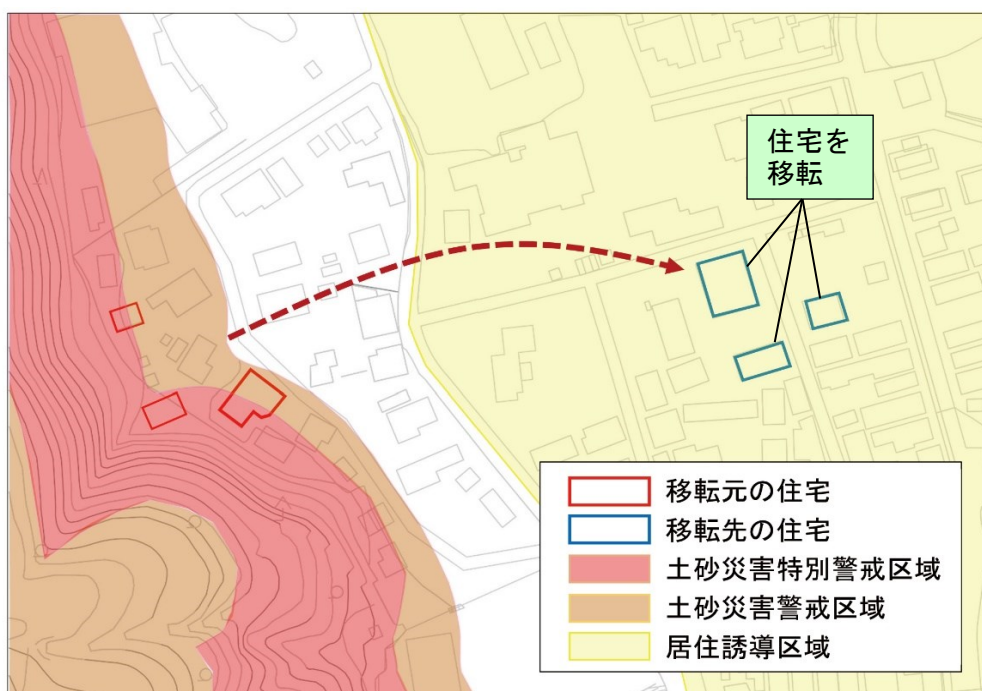 住宅を
移転
移転元の住宅
移転先の住宅
土砂災害特別警戒区域
土砂災害警戒区域
居住誘導区域